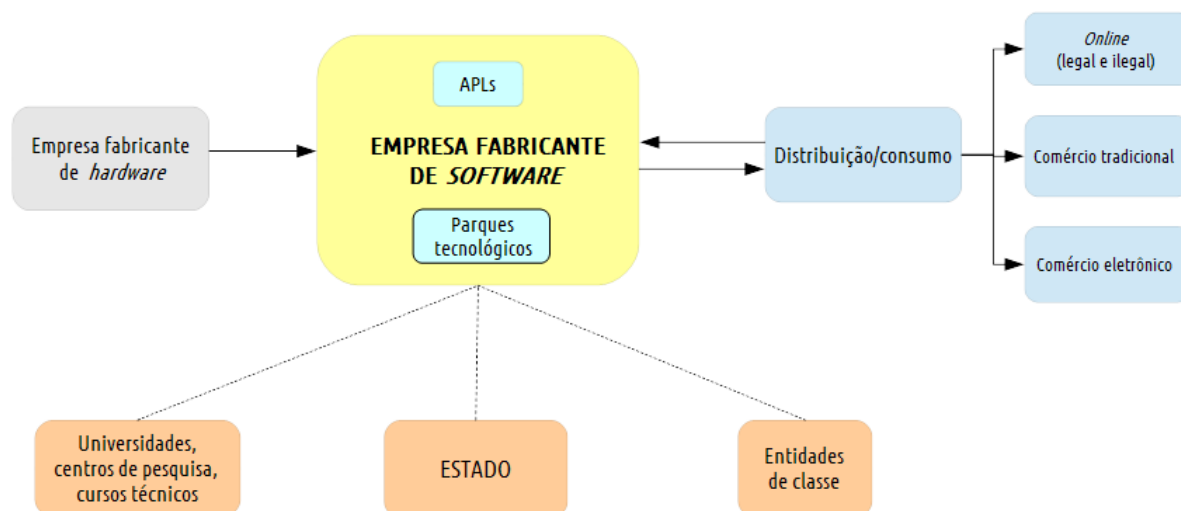 Empresa fabricante
de hardware
APLs
EMPRESA FABRICANTE
DE SOFTWARE
Parques
tecnológicos
Distribuição/consumo
Online
(legal e ilegal)
Comércio tradicional
Comércio eletrônico
Universidades,
centros de pesquisa,
cursos técnicos
ESTADO
Entidades
de classe